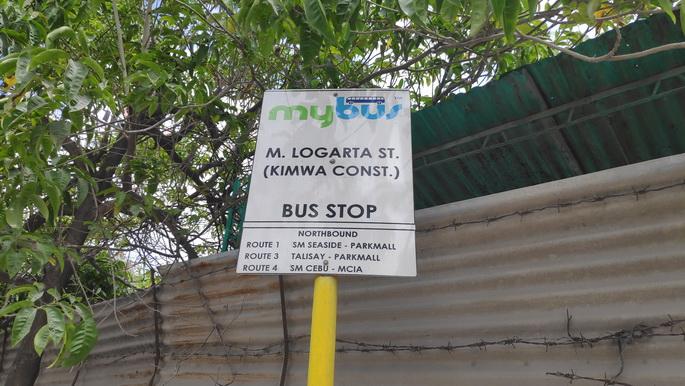 mybus
M. LOGARTA ST.
(KIMWA CONST.)
BUS STOP
NORTHBOUND
ROUTE 1 SM SEASIDE - PARKMALL
ROUTE 3 TALISAY - PARKMALL
ROUTE 4 SM CEBU - MCIA